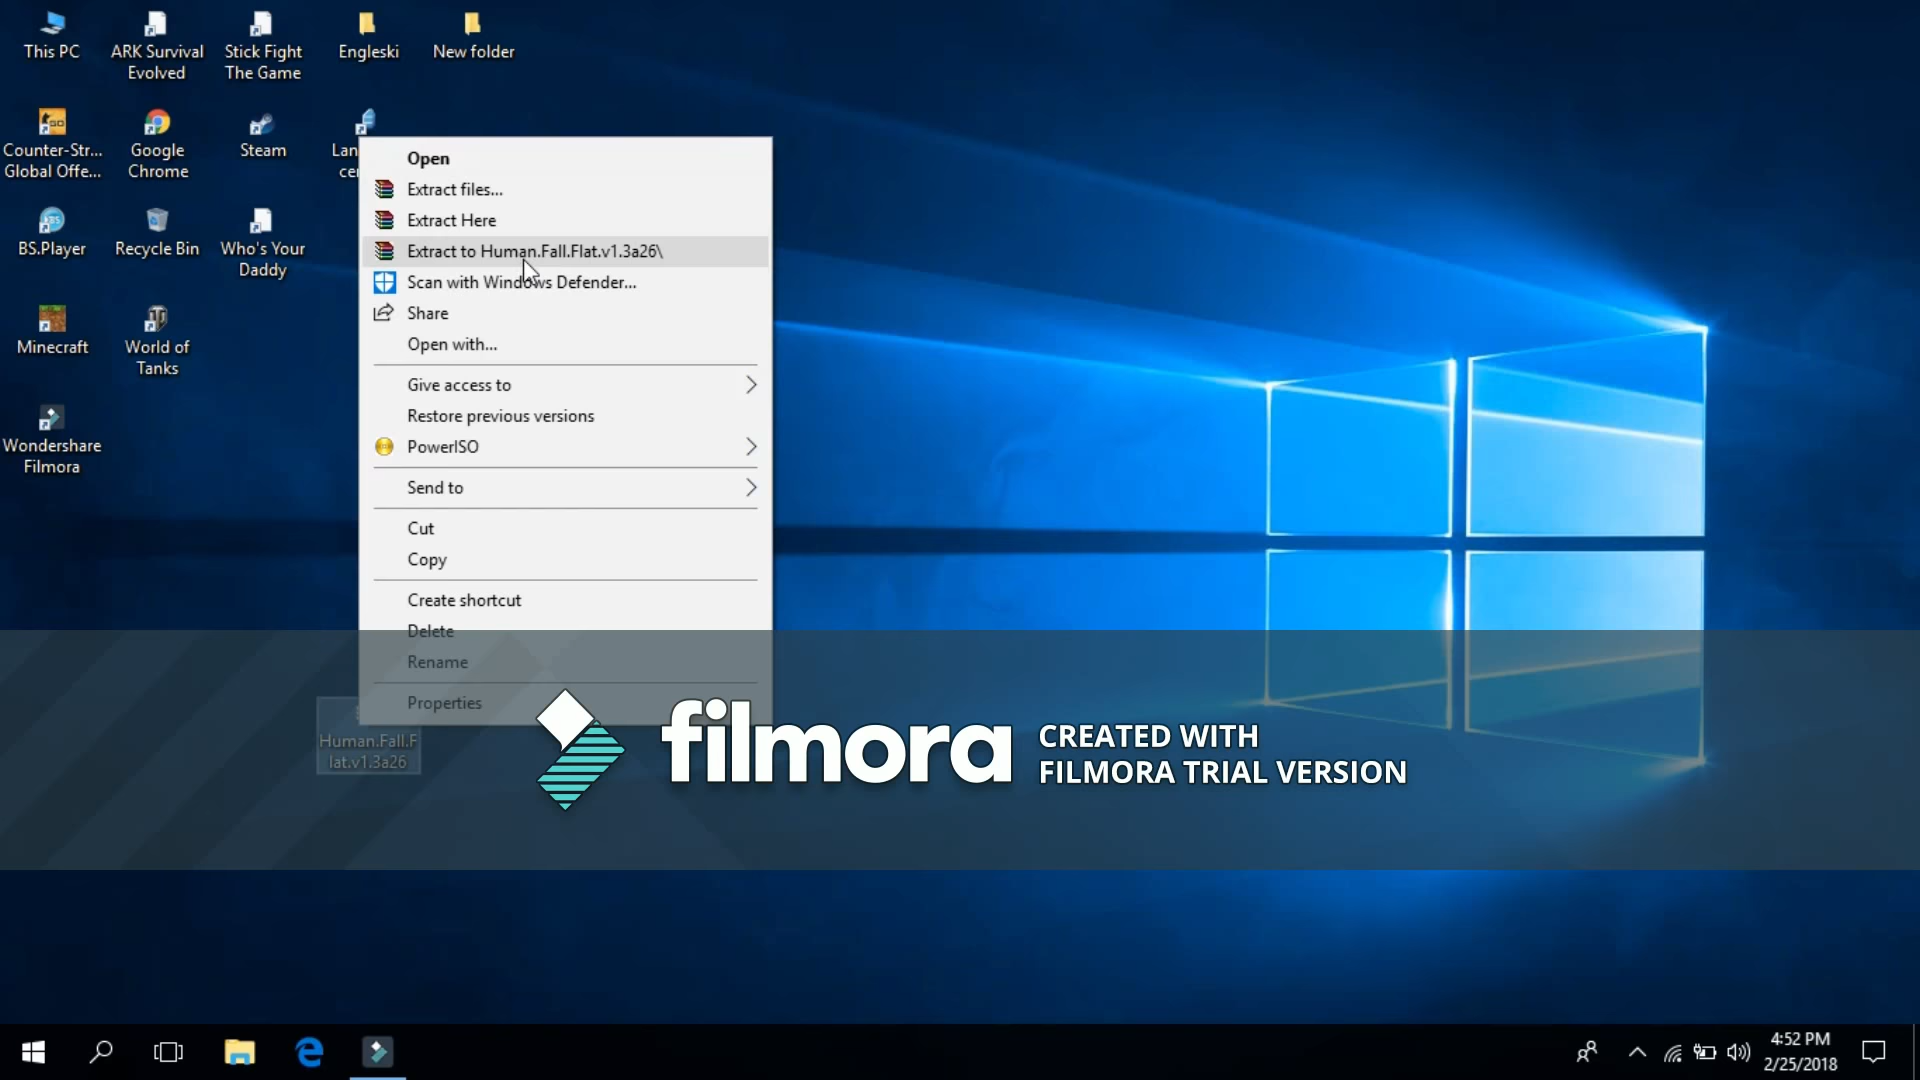 This PC
ARK Survival
Evolved
Stick Fight
The Game
Engleski
New folder
Counter-Str...
Global Offe...
Google
Chrome
Steam
Lan
cer
BS.Player
Recycle Bin
Who's Your
Daddy
Minecraft
World of
Tanks
Wondershare
Filmora
Open
Extract files...
Extract Here
Extract to Human.Fall.Flat.v1.3a26\
Scan with Windows Defender...
Share
Open with...
Give access to
Restore previous versions
PowerISO
Send to
Cut
Copy
Create shortcut
Delete
Rename
Properties
Human.Fall.F
lat.v1.3a26
filmora
CREATED WITH
FILMORA TRIAL VERSION
4:52 PM
2/25/2018